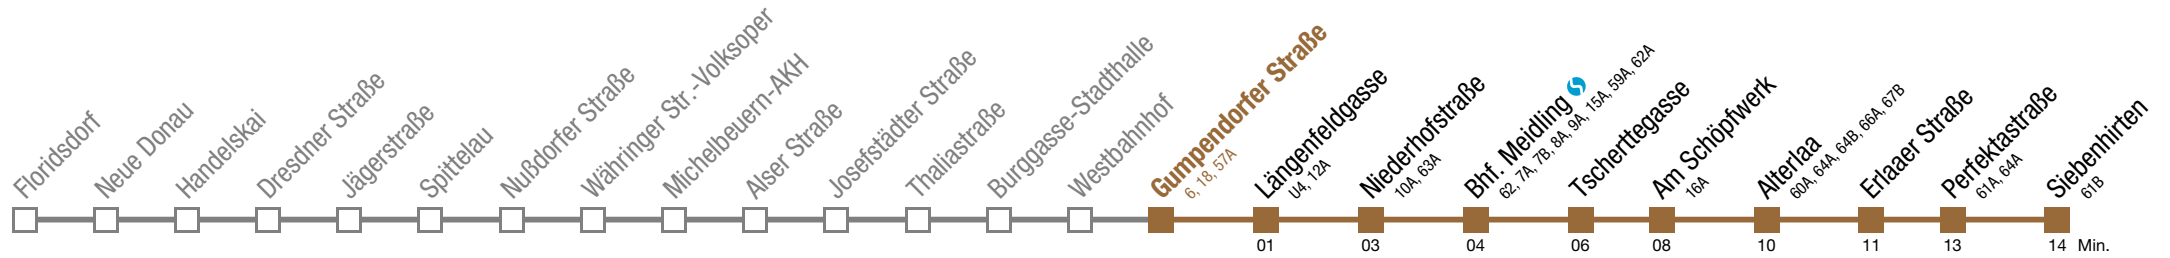 Floridsdorf
Neue Donau
Handelskai
Dresdner Straße
Jägerstraße
Spittelau
Nußdorfer Straße
Währinger Str.-Volksoper
Michelbeuern-AKH
Alser Straße
Josefstädter Straße
Thaliastraße
Burggasse-Stadthalle
Westbahnhof
Gumpendorfer Straße
6, 18, 57A
Längenfeldgasse
U4, 12A
Niederhofstraße
10A, 63A
Bhf. Meidling
62, 7A, 7B, 8A, 9A, 15A, 59A, 62A
Tscherttegasse
Am Schöpfwerk
16A
Alterlaa
60A, 64A, 64B, 66A, 67B
Erlaaer Straße
Perfektastraße
61A, 64A
Siebenhirten
61B
01 03 04 06 08 10 11 13 14 Min.